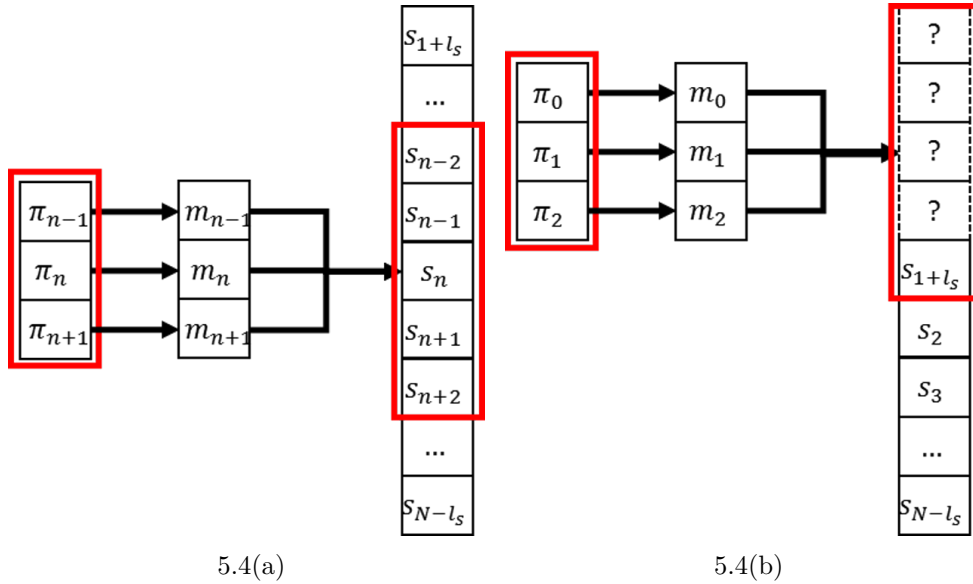 s_{1+l_s}
...
s_{n-2}
s_{n-1}
s_n
s_{n+1}
s_{n+2}
...
s_{N-l_s}
π_{n-1}
π_n
π_{n+1}
m_{n-1}
m_n
m_{n+1}
5.4(a)
π_0
π_1
π_2
m_0
m_1
m_2
?
?
?
?
s_{1+l_s}
s_2
s_3
...
s_{N-l_s}
5.4(b)